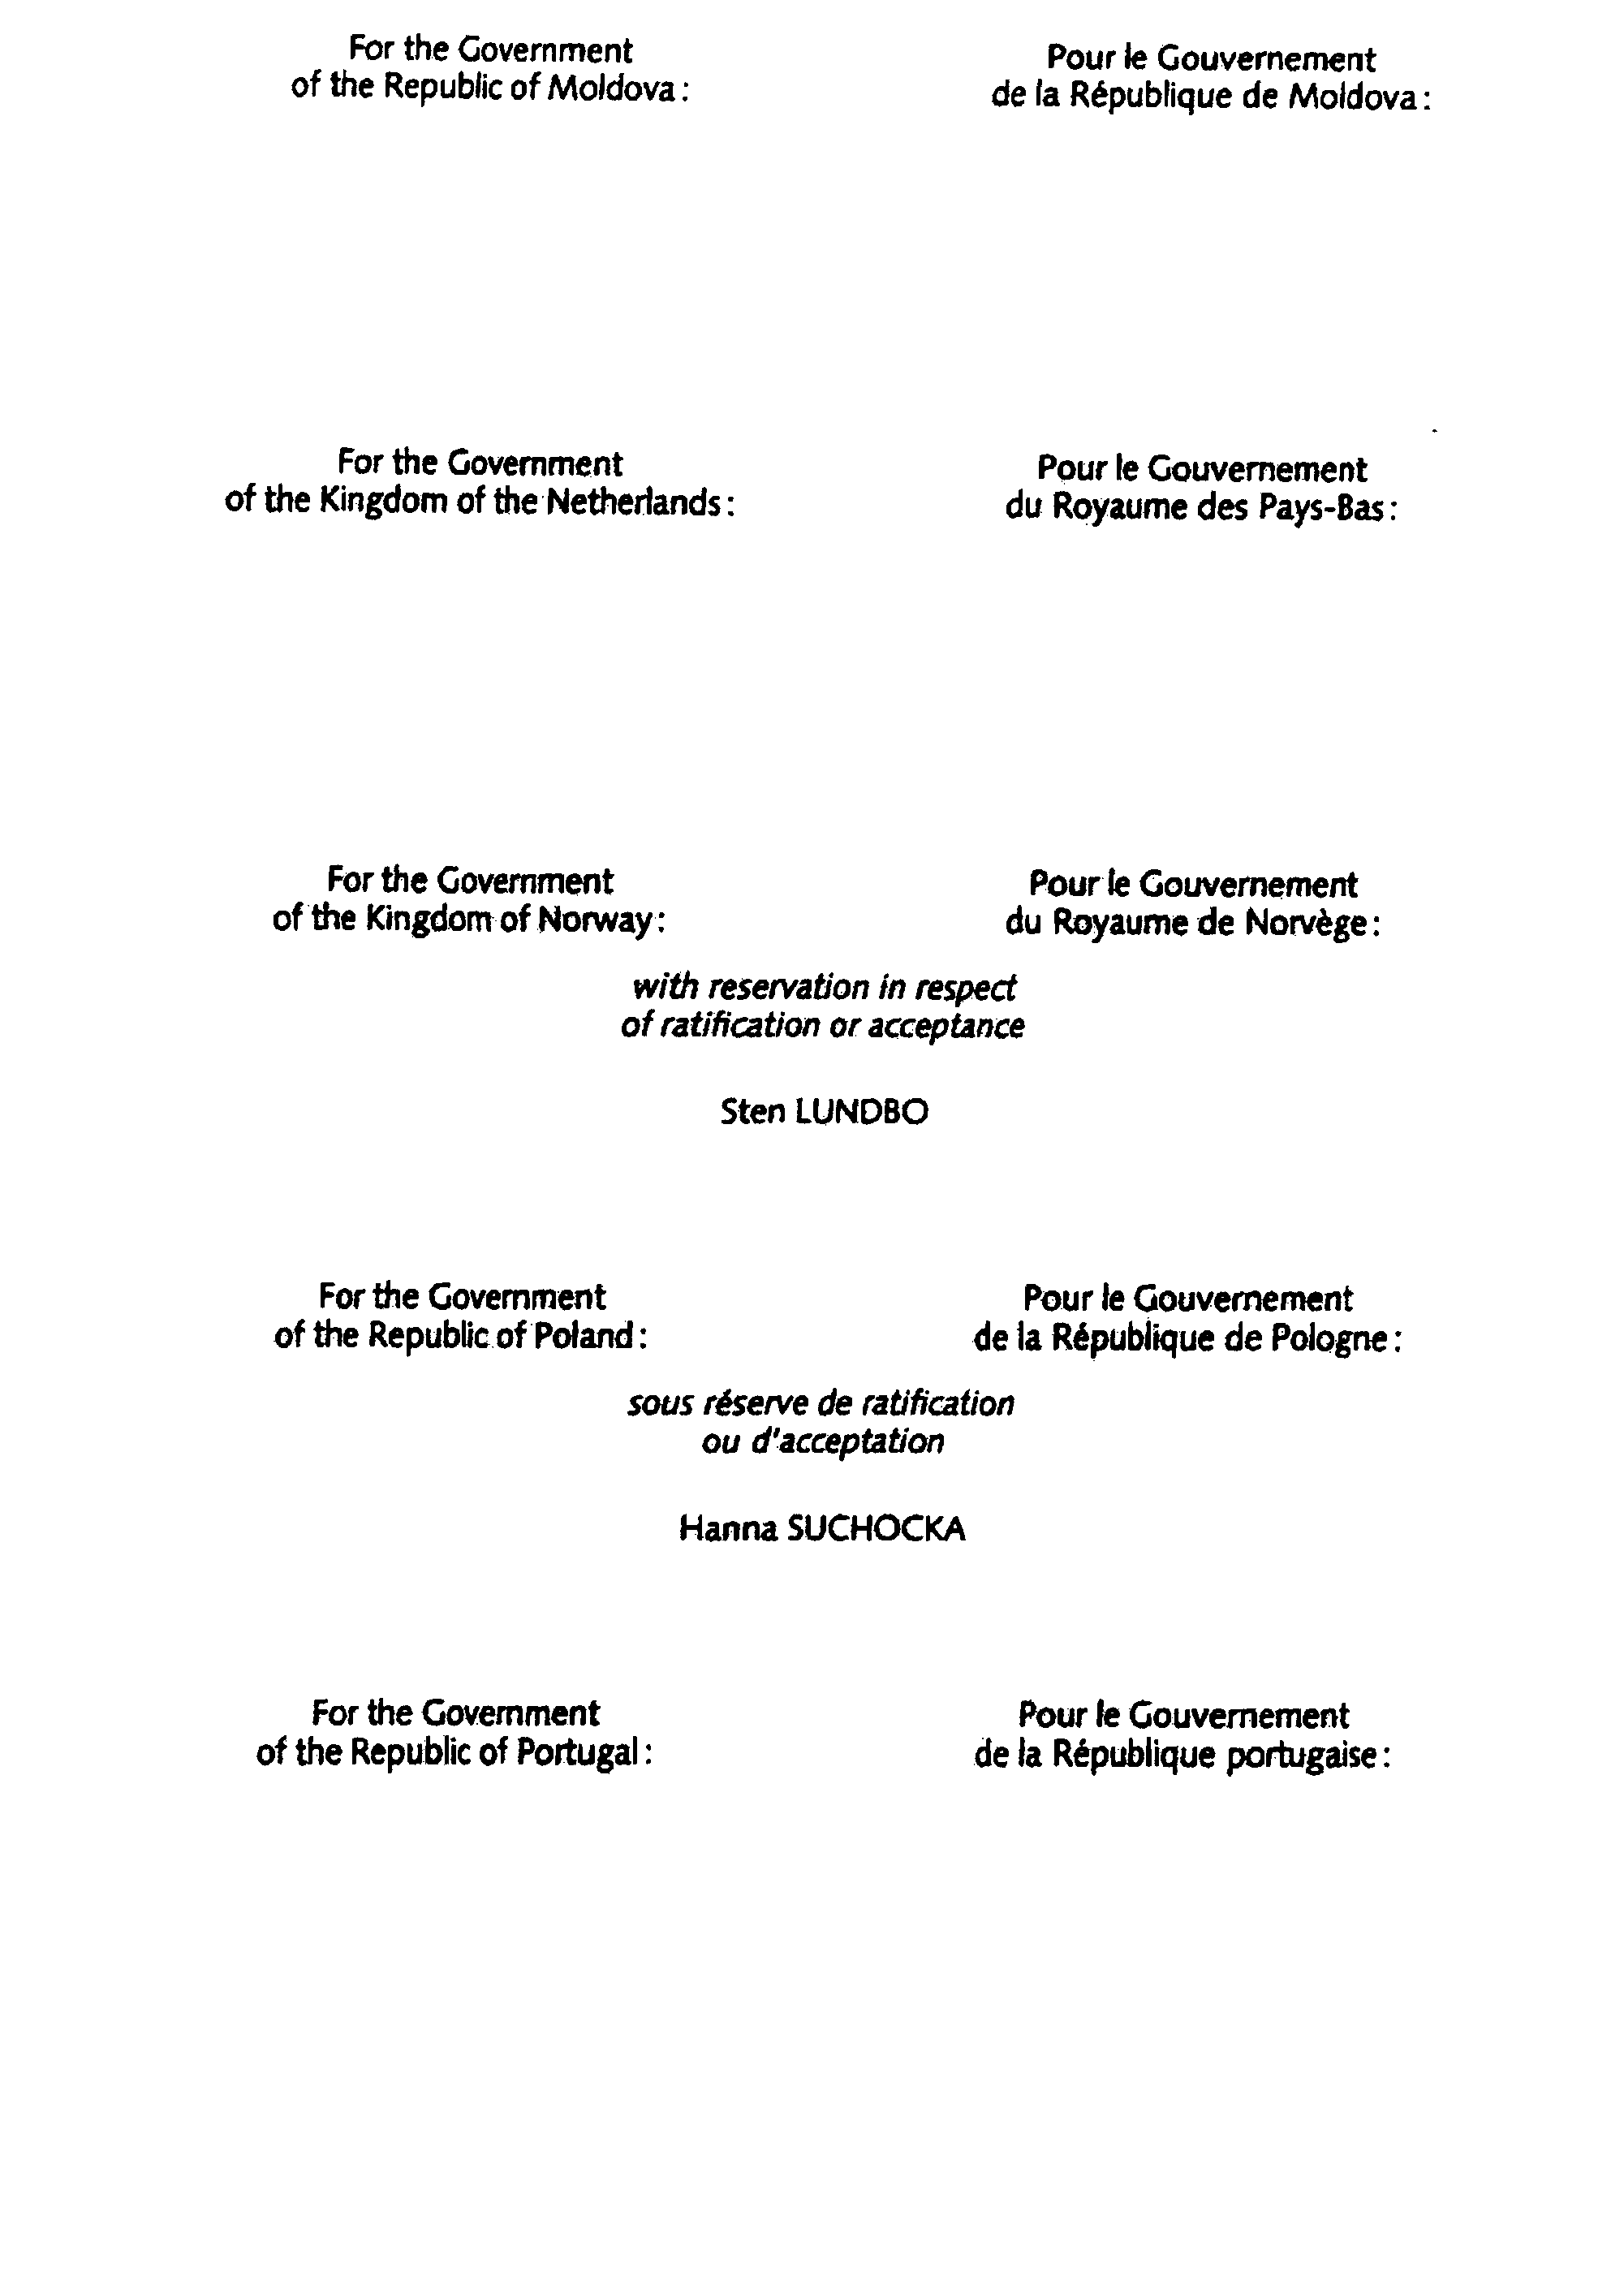 For the Government
of the Republic of Moldova :
Pour le Gouvernement
de la République de Moldova :
For the Government
of the Kingdom of the Netherlands :
Pour le Gouvernement
du Royaume des Pays-Bas :
For the Government
of the Kingdom of Norway :
Pour le Gouvernement
du Royaume de Norvège :
with reservation in respect
of ratification or acceptance
Sten LUNDBO
For the Government
of the Republic of Poland :
Pour le Gouvernement
de la République de Pologne :
sous réserve de ratification
ou d'acceptation
Hanna SUCHOCKA
For the Government
of the Republic of Portugal :
Pour le Gouvernement
de la République portugaise :